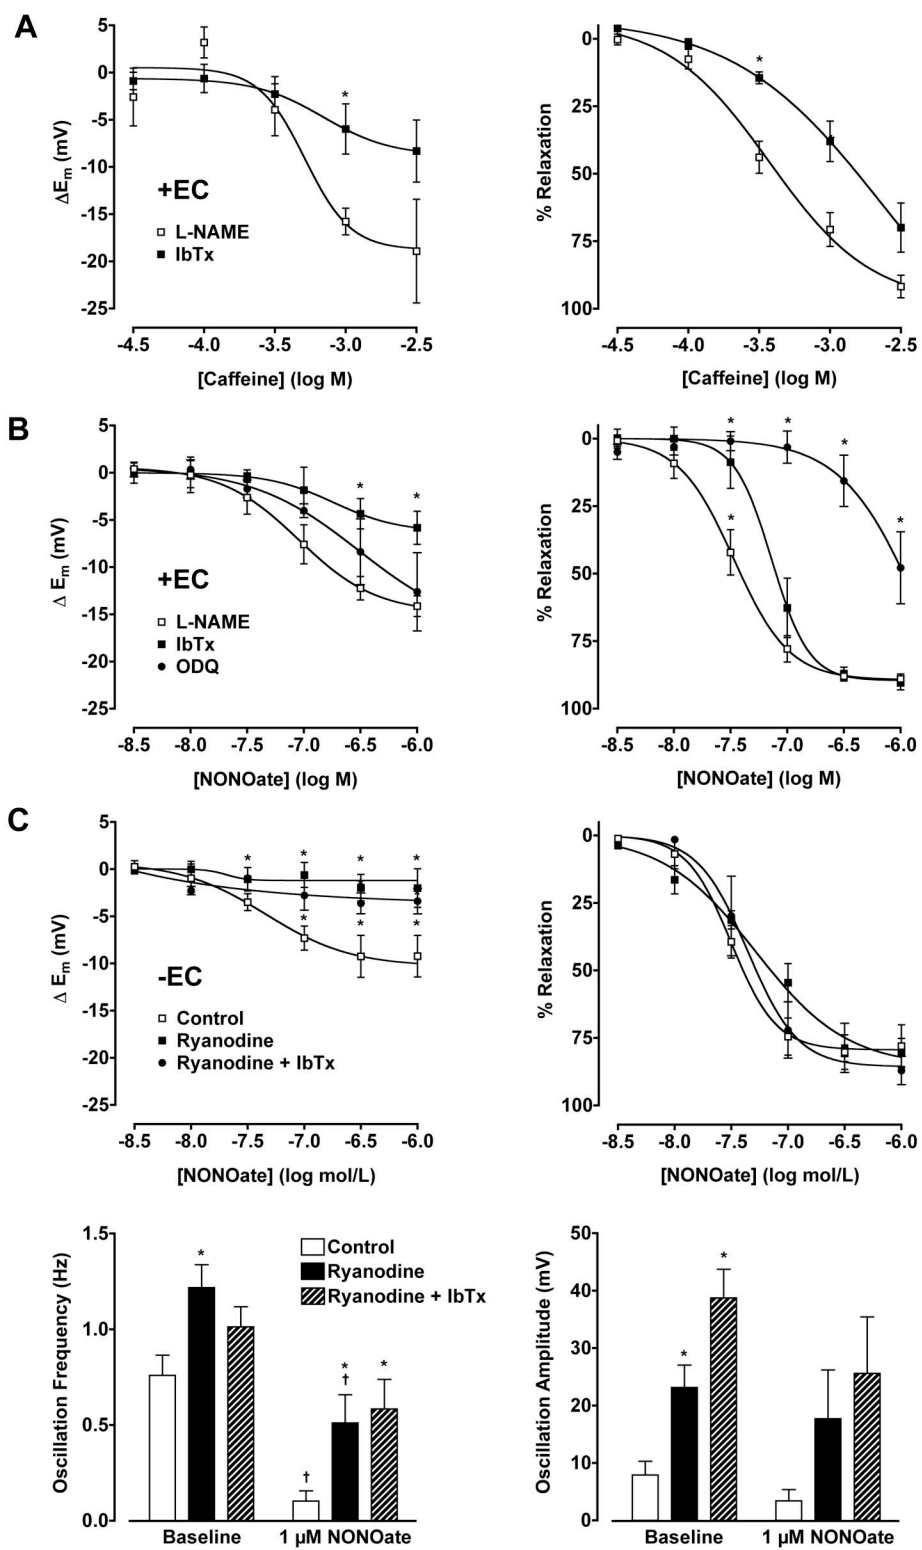 A
5
0
-5
-10
-15
-20
-25
ΔEm (mV)
+EC
L-NAME
IbTx
*
-4.5 -4.0 -3.5 -3.0 -2.5
[Caffeine] (log M)
0
25
50
75
100
% Relaxation
*
-4.5 -4.0 -3.5 -3.0 -2.5
[Caffeine] (log M)
B
5
0
-5
-10
-15
-20
-25
Δ Em (mV)
+EC
L-NAME
IbTx
ODQ
* *
-8.5 -8.0 -7.5 -7.0 -6.5 -6.0
[NONOate] (log M)
0
25
50
75
100
% Relaxation
* * * *
*
-8.5 -8.0 -7.5 -7.0 -6.5 -6.0
[NONOate] (log M)
C
5
0
-5
-10
-15
-20
-25
Δ Em (mV)
-EC
Control
Ryanodine
Ryanodine + IbTx
* * * *
* * *
-8.5 -8.0 -7.5 -7.0 -6.5 -6.0
[NONOate] (log mol/L)
0
25
50
75
100
% Relaxation
-8.5 -8.0 -7.5 -7.0 -6.5 -6.0
[NONOate] (log mol/L)
1.5
1.0
0.5
0.0
Oscillation Frequency (Hz)
Control
Ryanodine
Ryanodine + IbTx
*
†
*
†
*
Baseline 1 µM NONOate
50
40
30
20
10
0
Oscillation Amplitude (mV)
* *
Baseline 1 µM NONOate